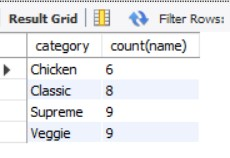 Result Grid Filter Rows:
category count(name)
Chicken 6
Classic 8
Supreme 9
Veggie 9